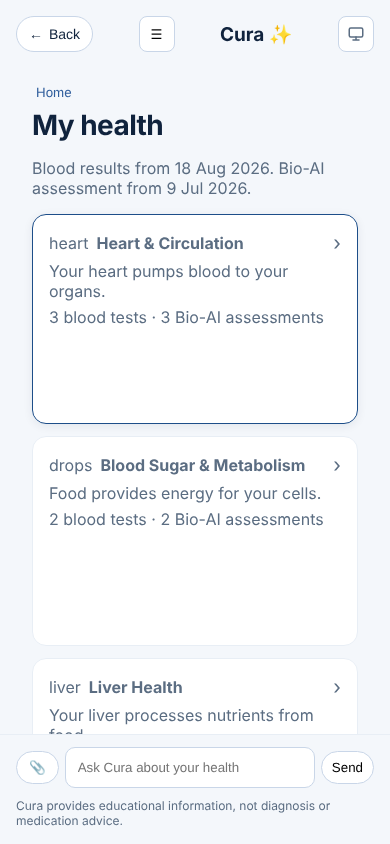 ← Back
☰
Cura ✨
Home
My health
Blood results from 18 Aug 2026. Bio-AI
assessment from 9 Jul 2026.
heart Heart & Circulation ›
Your heart pumps blood to your
organs.
3 blood tests · 3 Bio-AI assessments
drops Blood Sugar & Metabolism ›
Food provides energy for your cells.
2 blood tests · 2 Bio-AI assessments
liver Liver Health ›
Your liver processes nutrients from
food.
Ask Cura about your health
Send
Cura provides educational information, not diagnosis or
medication advice.